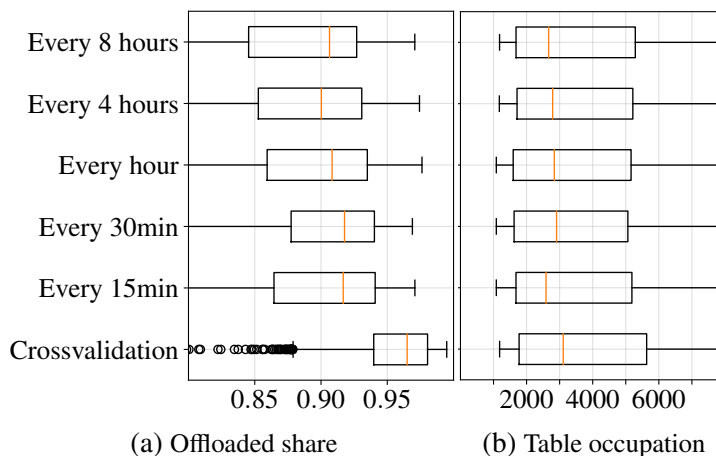 Every 8 hours
Every 4 hours
Every hour
Every 30min
Every 15min
Crossvalidation
0.85 0.90 0.95
2000 4000 6000
(a) Offloaded share
(b) Table occupation